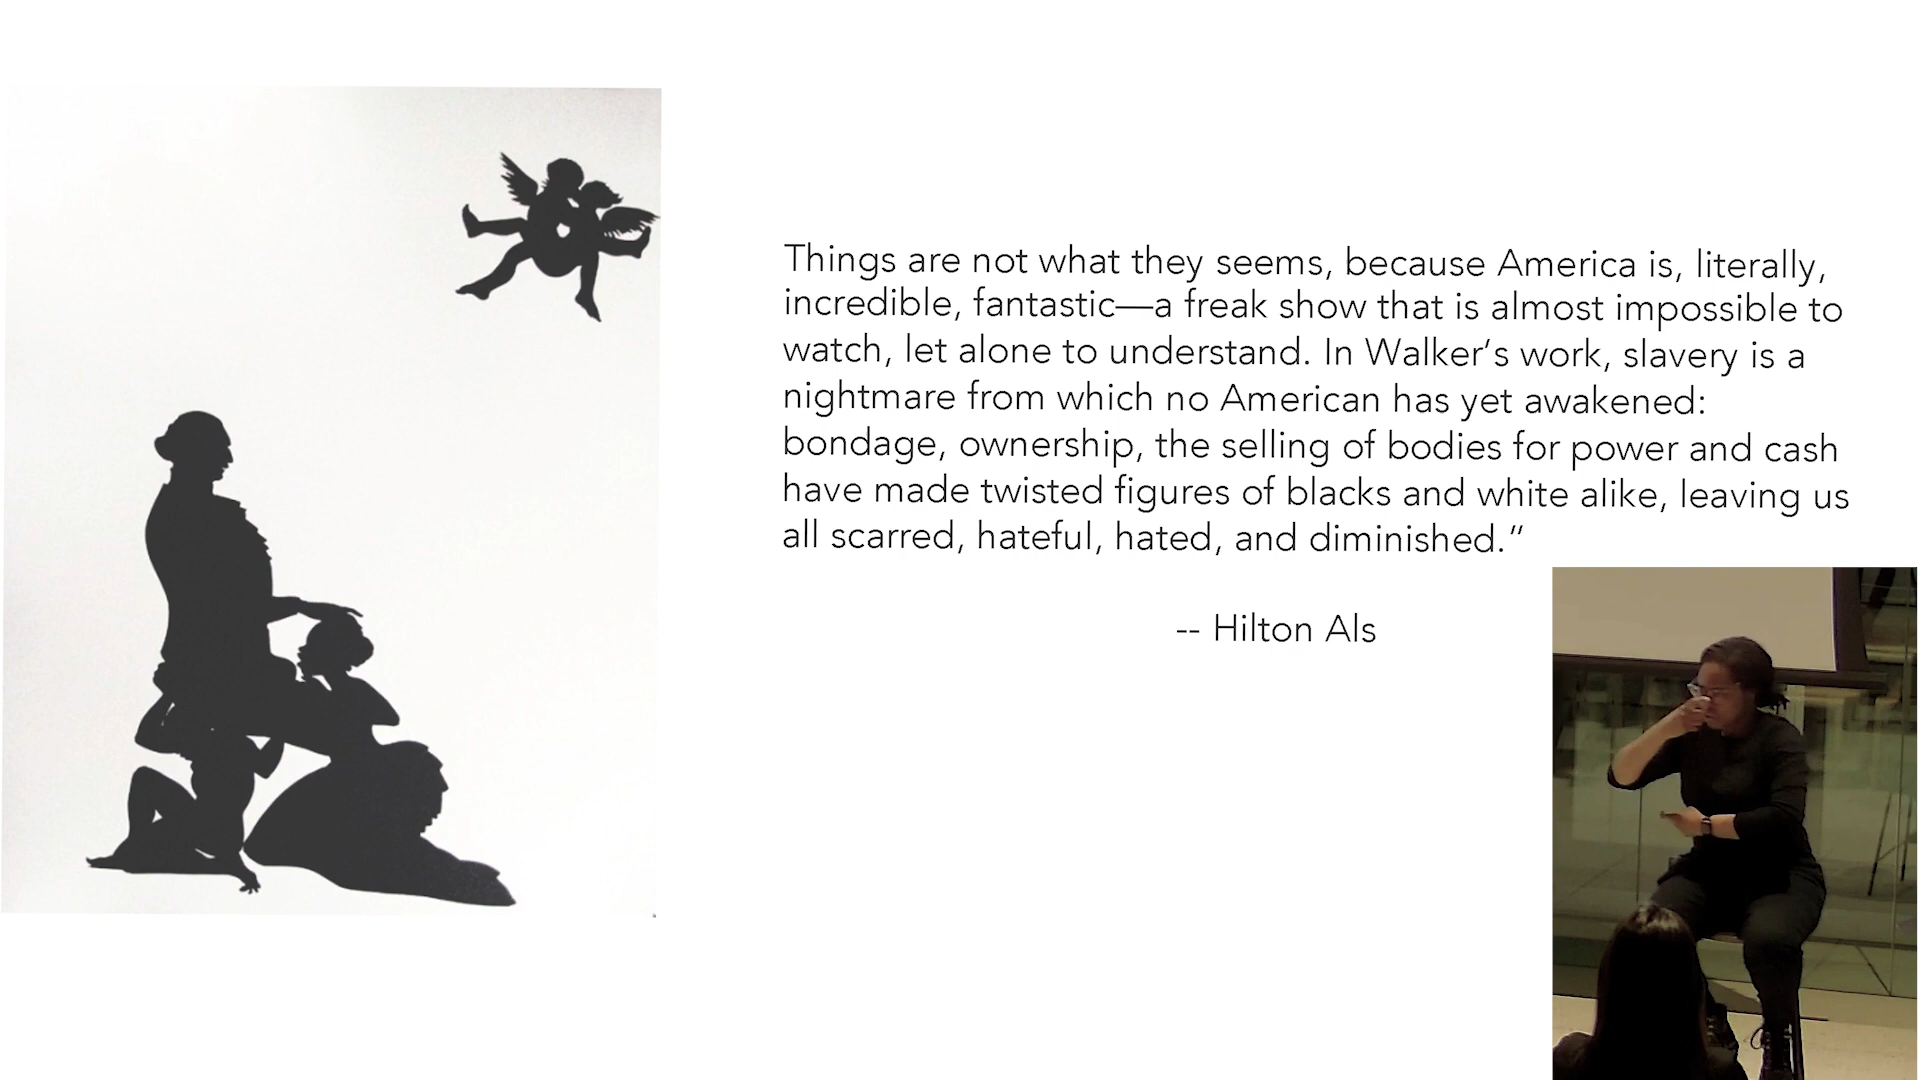 Things are not what they seems, because America is, literally,
incredible, fantastic—a freak show that is almost impossible to
watch, let alone to understand. In Walker’s work, slavery is a
nightmare from which no American has yet awakened:
bondage, ownership, the selling of bodies for power and cash
have made twisted figures of blacks and white alike, leaving us
all scarred, hateful, hated, and diminished.”
-- Hilton Als